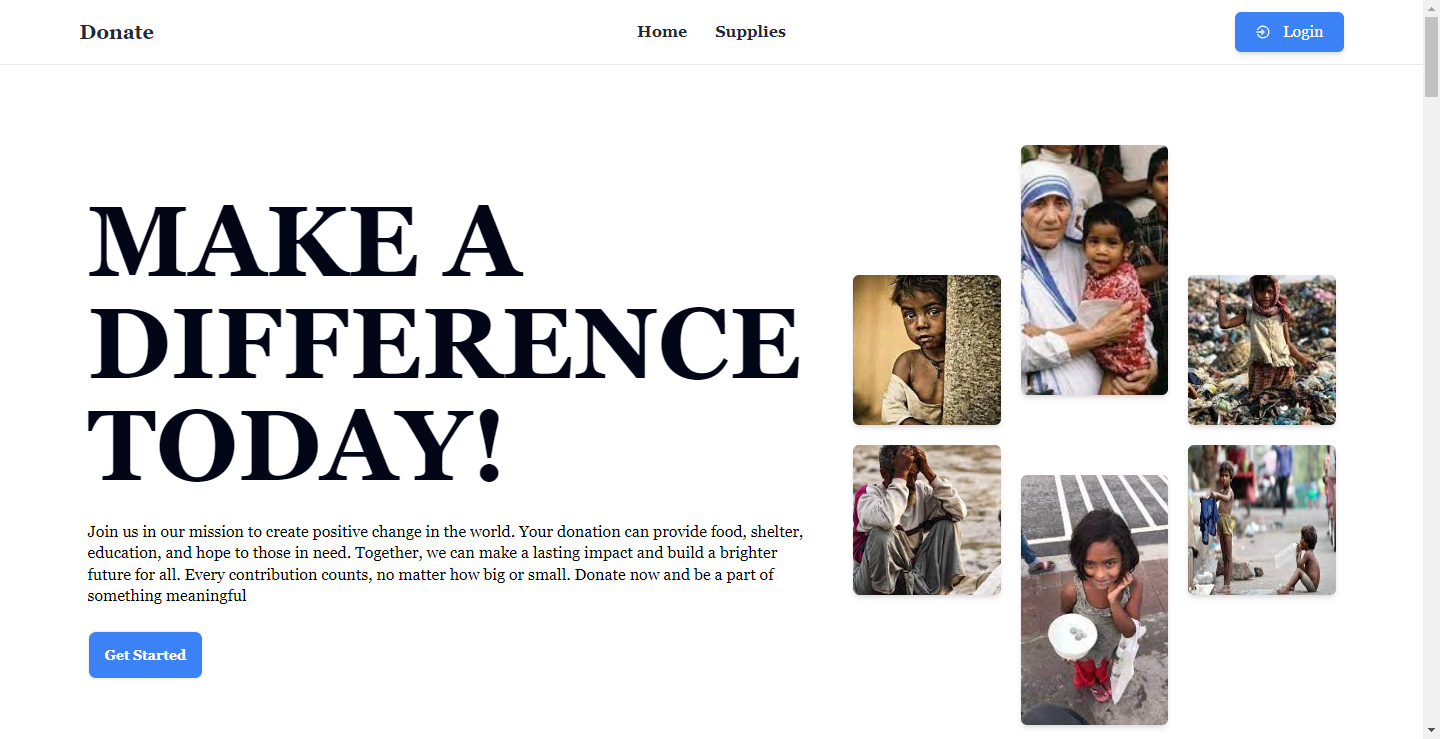 Donate
Home
Supplies
Login
MAKE A
DIFFERENCE
TODAY!
Join us in our mission to create positive change in the world. Your donation can provide food, shelter,
education, and hope to those in need. Together, we can make a lasting impact and build a brighter
future for all. Every contribution counts, no matter how big or small. Donate now and be a part of
something meaningful
Get Started